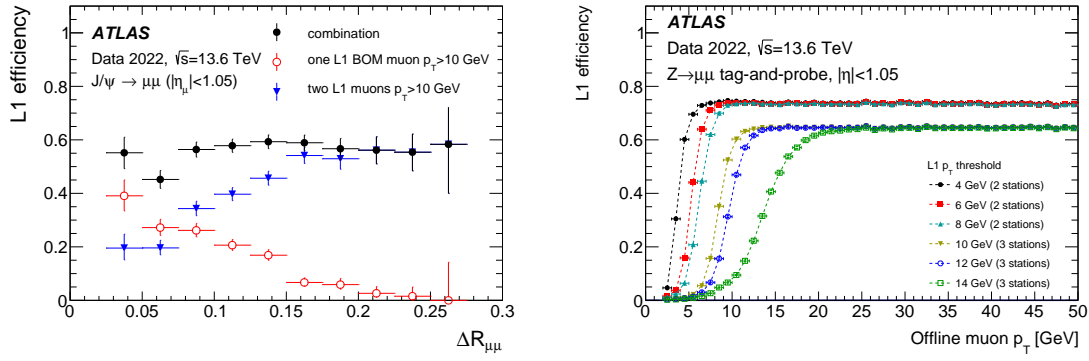 L1 efficiency
1
0.8
0.6
0.4
0.2
0
ATLAS
Data 2022, √s=13.6 TeV
J/ψ → μμ (|ημ|<1.05)
combination
one L1 BOM muon pT>10 GeV
two L1 muons pT>10 GeV
0 0.05 0.1 0.15 0.2 0.25 0.3
ΔRμμ
L1 efficiency
1
0.8
0.6
0.4
0.2
0
ATLAS
Data 2022, √s=13.6 TeV
Z→μμ tag-and-probe, |η|<1.05
L1 pT threshold
4 GeV (2 stations)
6 GeV (2 stations)
8 GeV (2 stations)
10 GeV (3 stations)
12 GeV (3 stations)
14 GeV (3 stations)
0 5 10 15 20 25 30 35 40 45 50
Offline muon pT [GeV]